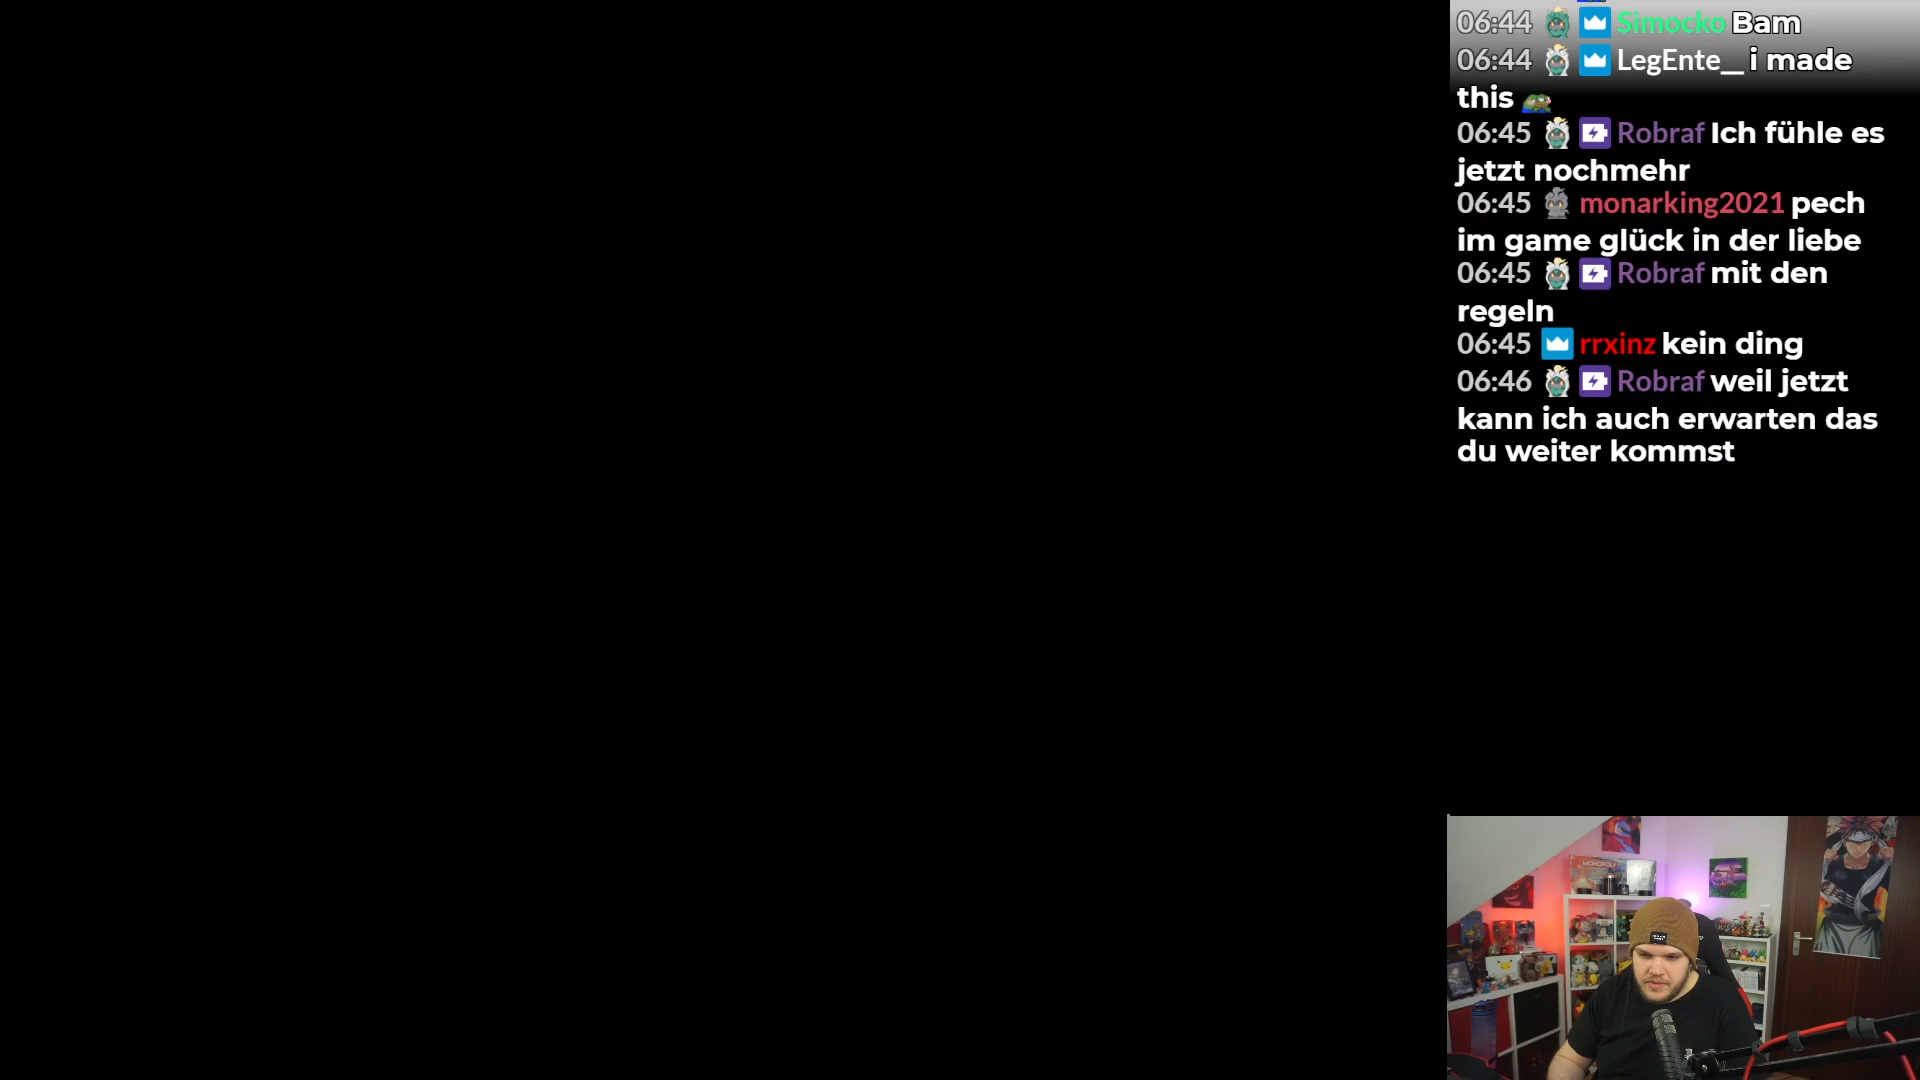 06:44 Simocko Bam
06:44 LegEnte__ i made
this
06:45 Robraf Ich fühle es
jetzt nochmehr
06:45 monarking2021 pech
im game glück in der liebe
06:45 Robraf mit den
regeln
06:45 rrxinz kein ding
06:46 Robraf weil jetzt
kann ich auch erwarten das
du weiter kommst
MONOPOLY